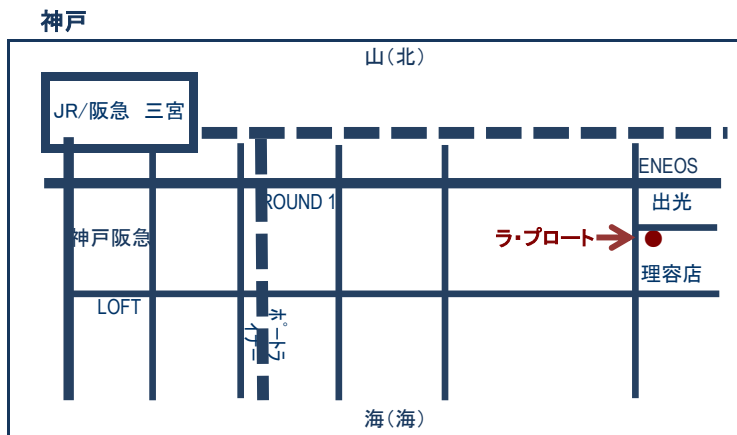 神戸
山（北）
JR/阪急 三宮
ENEOS
ROUND 1
出光
神戸阪急
ラ・プロート
理容店
LOFT
ポートライナー
海（海）